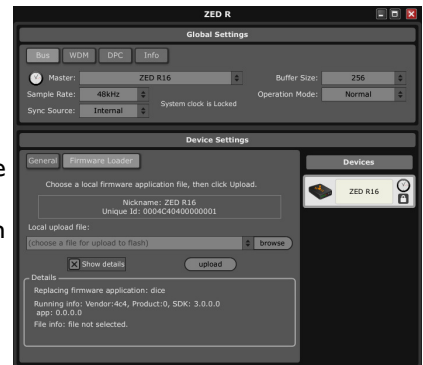 ZED R
Global Settings
Bus WDM DPC Info
Master: ZED R16 Buffer Size: 256
Sample Rate: 48kHz Operation Mode: Normal
System clock is Locked
Sync Source: Internal
Device Settings
General Firmware Loader
Devices
Choose a local firmware application file, then click Upload.
ZED R16
Nickname: ZED R16
Unique Id: 0004C40400000001
Local upload file:
(choose a file for upload to flash) browse
Show details upload
Details
Replacing firmware application: dice
Running info: Vendor:4c4, Product:0, SDK: 3.0.0.0
app: 0.0.0.0
File info: file not selected.